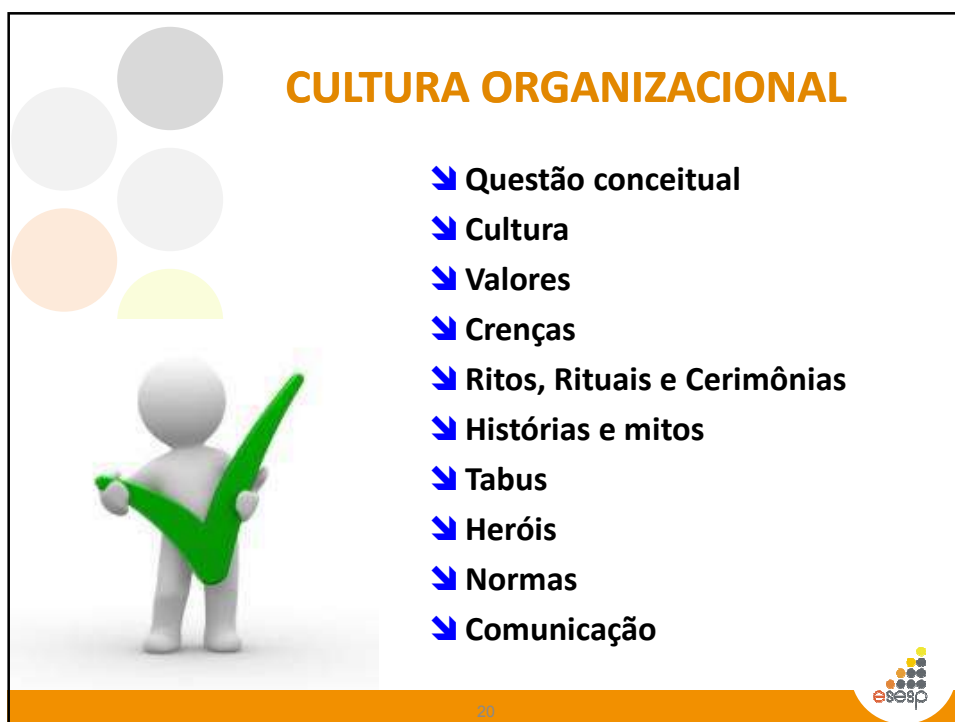 CULTURA ORGANIZACIONAL
Questão conceitual
Cultura
Valores
Crenças
Ritos, Rituais e Cerimônias
Histórias e mitos
Tabus
Heróis
Normas
Comunicação
esesp
20